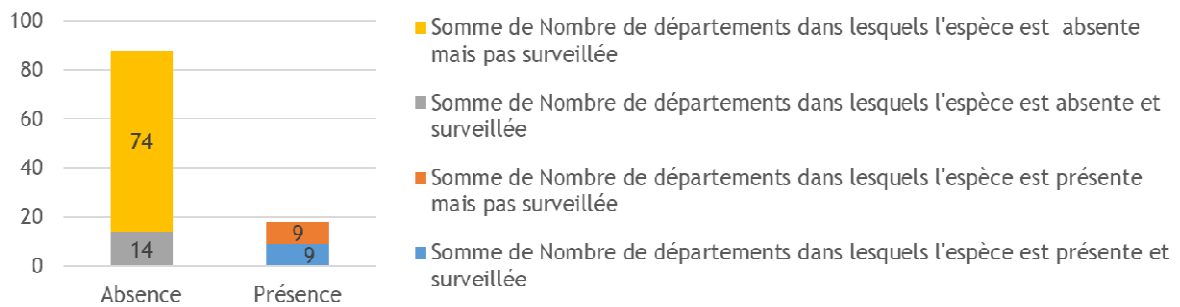 100
80
60
40
20
0
74
14
9
9
Absence
Présence
Somme de Nombre de départements dans lesquels l'espèce est absente
mais pas surveillée
Somme de Nombre de départements dans lesquels l'espèce est absente et
surveillée
Somme de Nombre de départements dans lesquels l'espèce est présente
mais pas surveillée
Somme de Nombre de départements dans lesquels l'espèce est présente et
surveillée